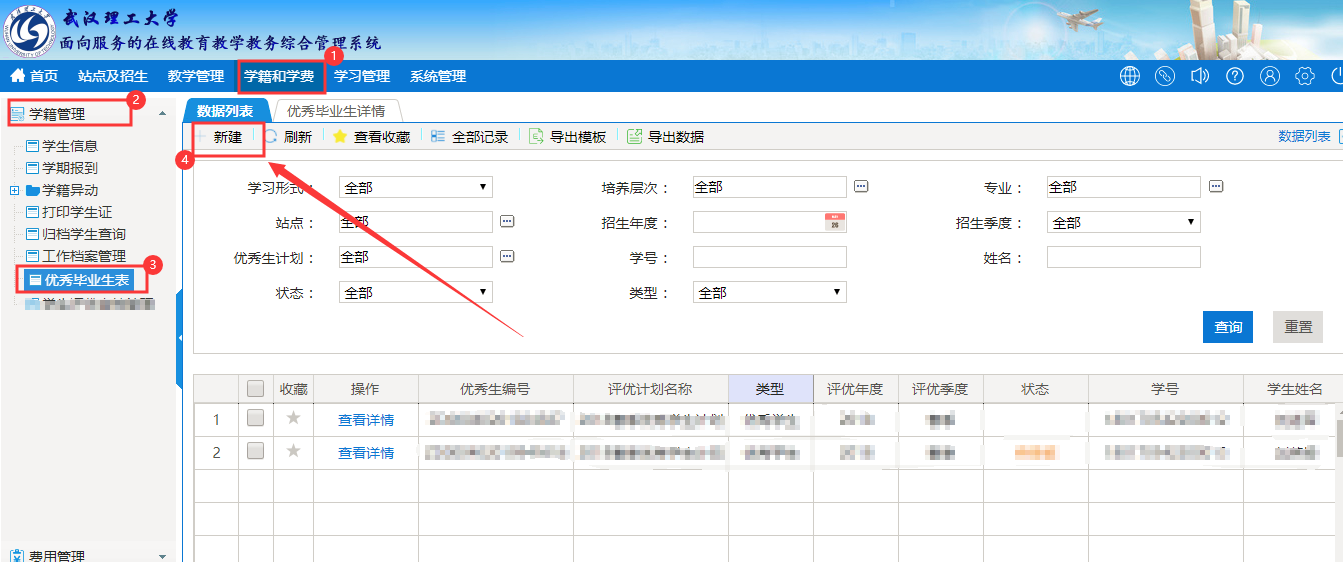 武汉理工大学
面向服务的在线教育教学教务综合管理系统
1
首页 站点及招生 教学管理 学籍和学费 学习管理 系统管理
2
学籍管理
学生信息
学期报到
学籍异动
打印学生证
归档学生查询
工作档案管理
3
优秀毕业生表
费用管理
数据列表 优秀毕业生详情
4
新建 刷新 查看收藏 全部记录 导出模板 导出数据 数据列表
学习形式： 全部 培养层次： 全部 专业： 全部
站点： 全部 招生年度： 招生季度： 全部
优秀生计划： 全部 学号： 姓名：
状态： 全部 类型： 全部
查询 重置
收藏 操作 优秀生编号 评优计划名称 类型 评优年度 评优季度 状态 学号 学生姓名
1 查看详情
2 查看详情